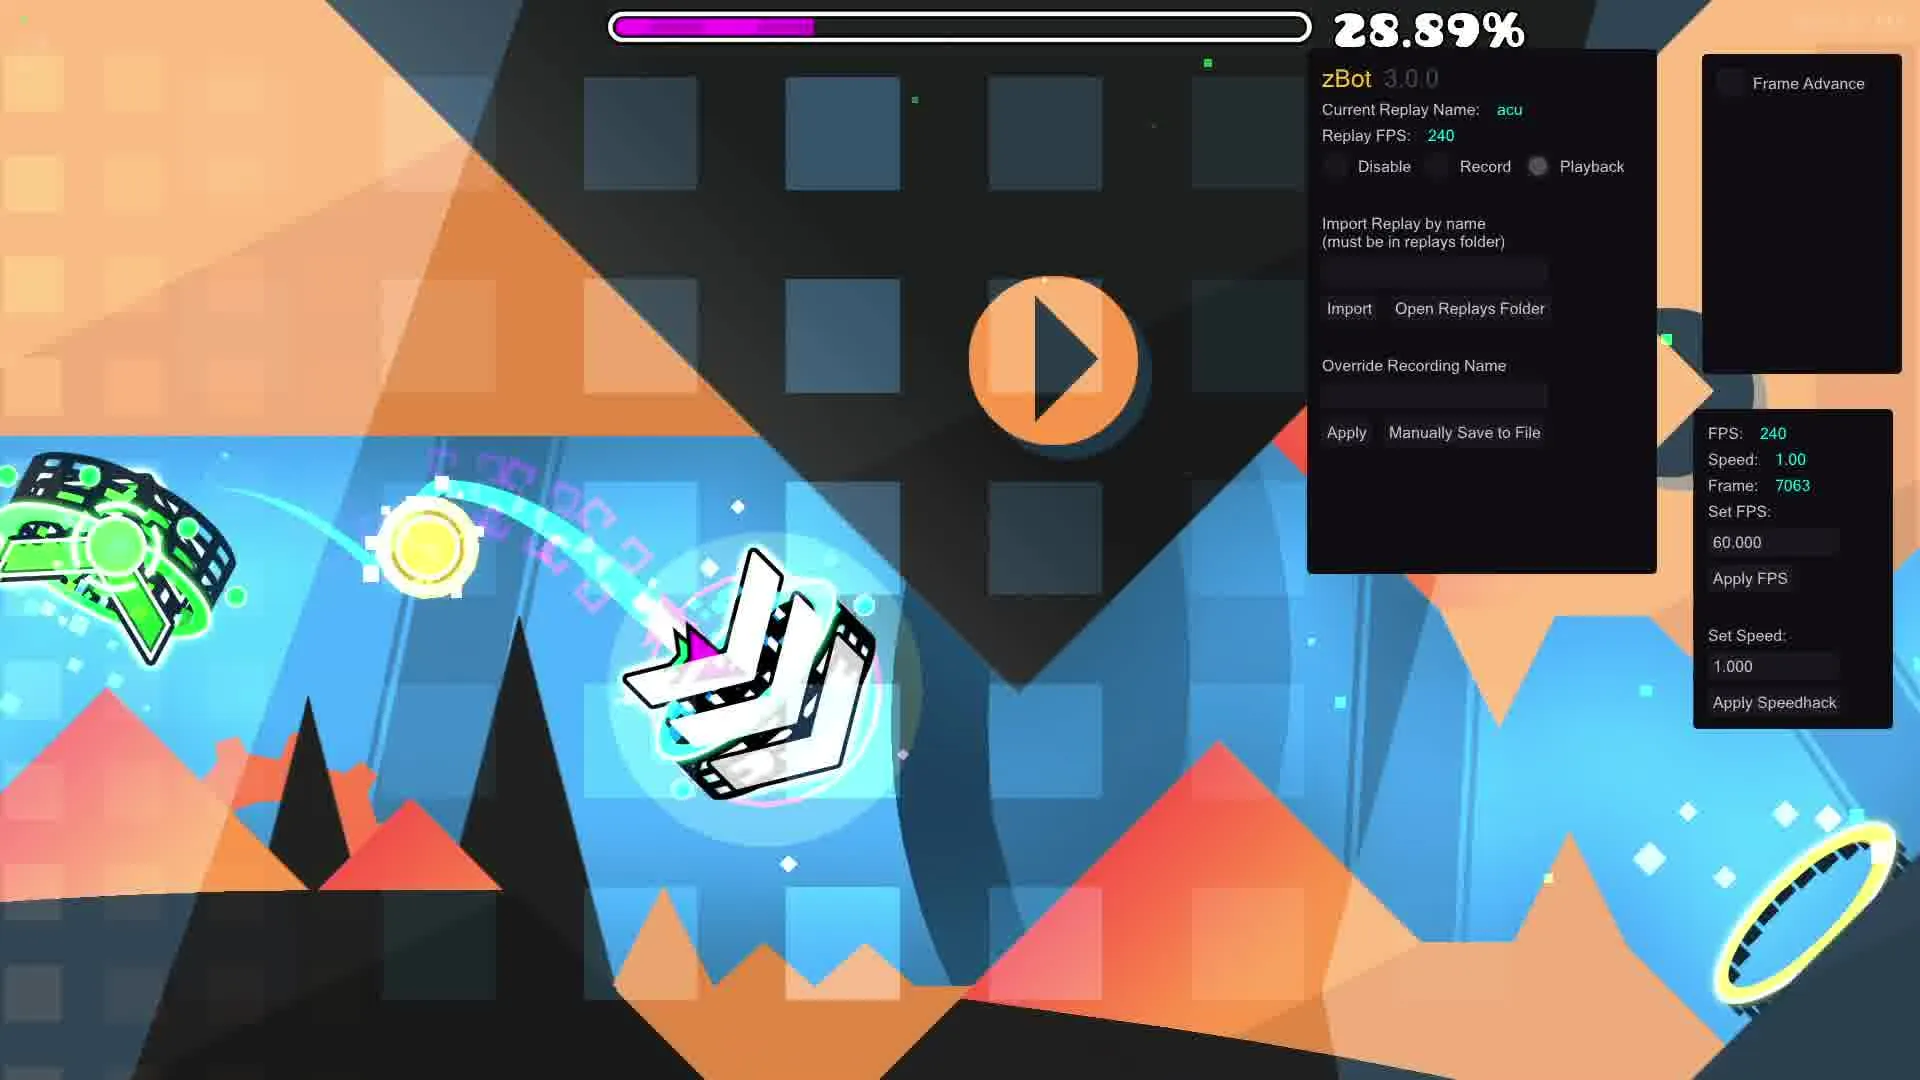 28.89%
zBot 3.0.0
Current Replay Name: acu
Replay FPS: 240
Disable Record Playback
Import Replay by name
(must be in replays folder)
Import Open Replays Folder
Override Recording Name
Apply Manually Save to File
Frame Advance
FPS: 240
Speed: 1.00
Frame: 7063
Set FPS:
60.000
Apply FPS
Set Speed:
1.000
Apply Speedhack